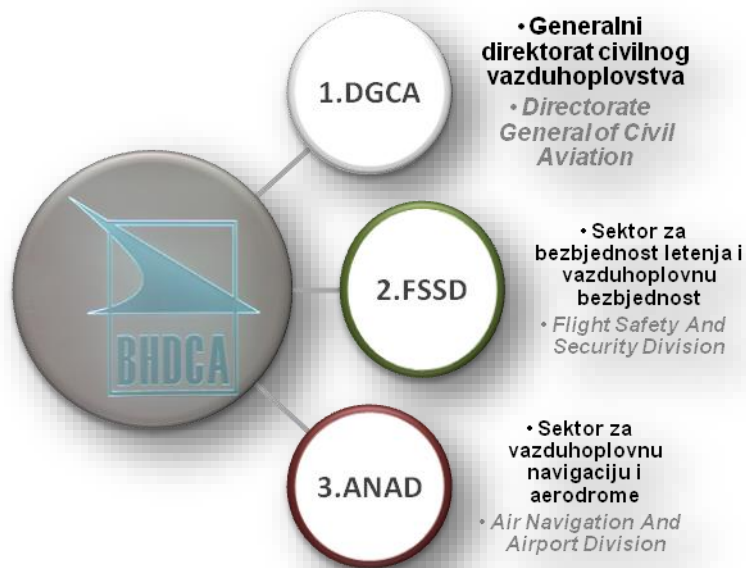 BHDCA
1.DGCA
• Generalni
direktorat civilnog
vazduhoplovstva
• Directorate
General of Civil
Aviation
2.FSSD
• Sektor za
bezbjednost letenja i
vazduhoplovnu
bezbjednost
• Flight Safety And
Security Division
3.ANAD
• Sektor za
vazduhoplovnu
navigaciju i
aerodrome
• Air Navigation And
Airport Division